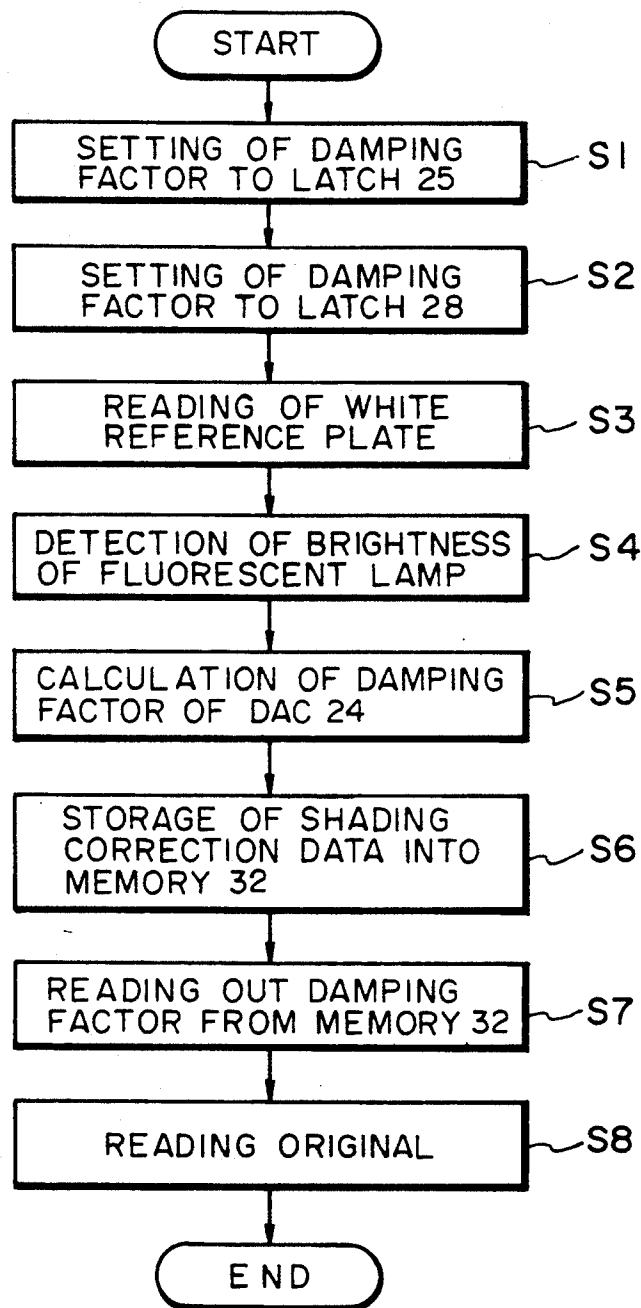 START
SETTING OF DAMPING
FACTOR TO LATCH 25
S1
SETTING OF DAMPING
FACTOR TO LATCH 28
S2
READING OF WHITE
REFERENCE PLATE
S3
DETECTION OF BRIGHTNESS
OF FLUORESCENT LAMP
S4
CALCULATION OF DAMPING
FACTOR OF DAC 24
S5
STORAGE OF SHADING
CORRECTION DATA INTO
MEMORY 32
S6
READING OUT DAMPING
FACTOR FROM MEMORY 32
S7
READING ORIGINAL
S8
END